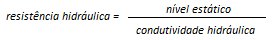 resistência hidráulica = nível estático
condutividade hidráulica